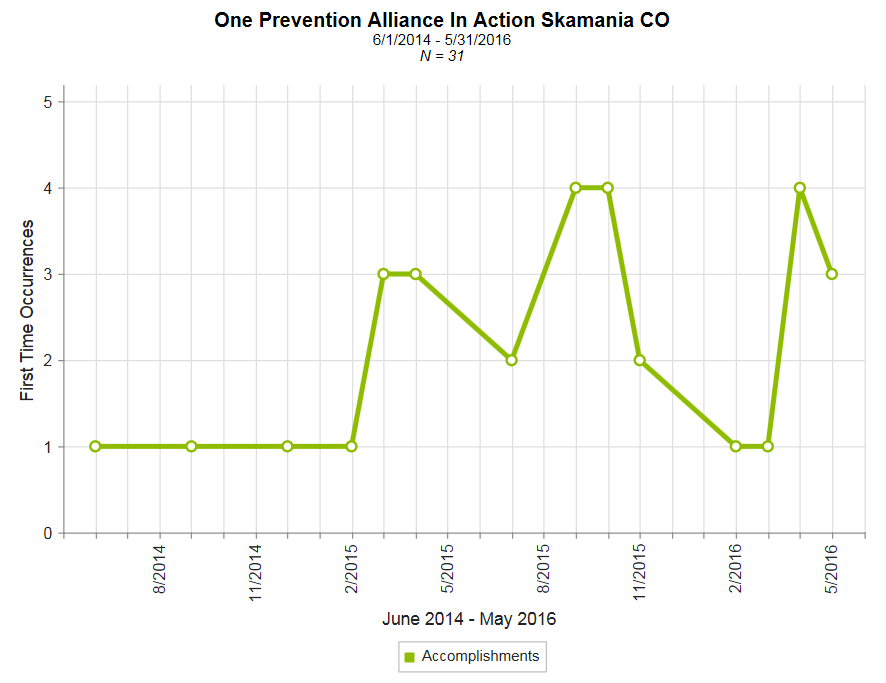 One Prevention Alliance In Action Skamania CO
6/1/2014 - 5/31/2016
N = 31
5
4
3
2
1
0
First Time Occurrences
8/2014
11/2014
2/2015
5/2015
8/2015
11/2015
2/2016
5/2016
June 2014 - May 2016
Accomplishments